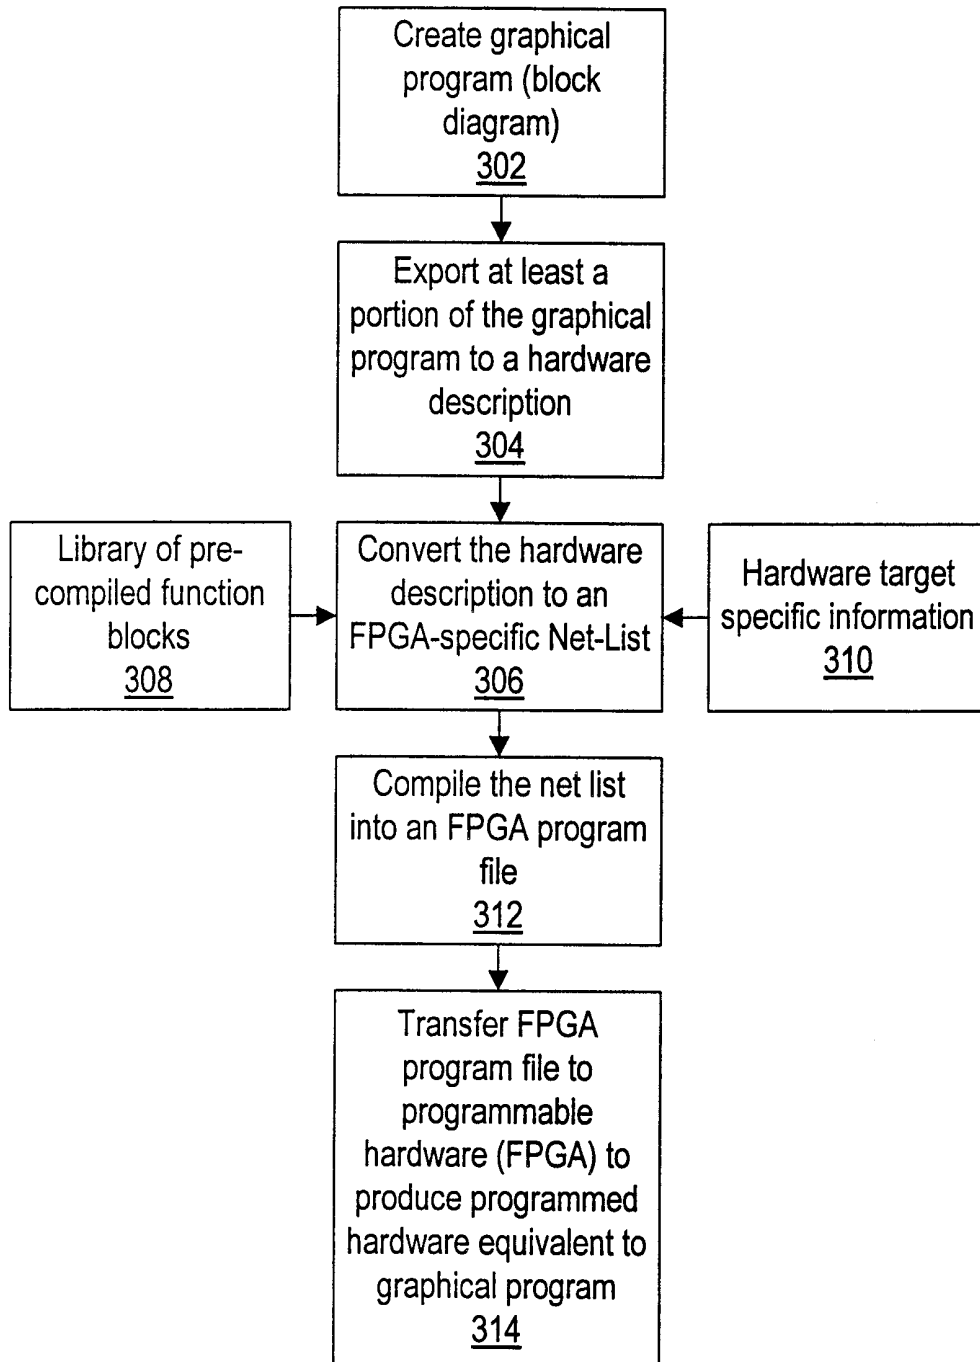 Create graphical
program (block
diagram)
302
Export at least a
portion of the graphical
program to a hardware
description
304
Library of pre-
compiled function
blocks
308
Convert the hardware
description to an
FPGA-specific Net-List
306
Hardware target
specific information
310
Compile the net list
into an FPGA program
file
312
Transfer FPGA
program file to
programmable
hardware (FPGA) to
produce programmed
hardware equivalent to
graphical program
314